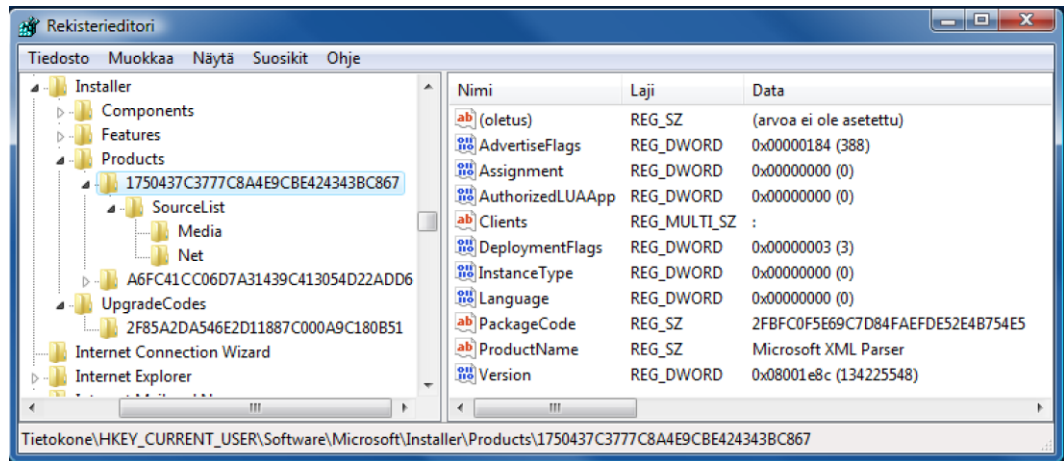 Rekisterieditori
Tiedosto Muokkaa Näytä Suosikit Ohje
Installer
Components
Features
Products
1750437C3777C8A4E9CBE424343BC867
SourceList
Media
Net
A6FC41CC06D7A31439C413054D22ADD6
UpgradeCodes
2F85A2DA546E2D11887C000A9C180B51
Internet Connection Wizard
Internet Explorer
Nimi Laji Data
(oletus) REG_SZ (arvoa ei ole asetettu)
AdvertiseFlags REG_DWORD 0x00000184 (388)
Assignment REG_DWORD 0x00000000 (0)
AuthorizedLUAApp REG_DWORD 0x00000000 (0)
Clients REG_MULTI_SZ :
DeploymentFlags REG_DWORD 0x00000003 (3)
InstanceType REG_DWORD 0x00000000 (0)
Language REG_DWORD 0x00000000 (0)
PackageCode REG_SZ 2FBFC0F5E69C7D84FAEFDE52E4B754E5
ProductName REG_SZ Microsoft XML Parser
Version REG_DWORD 0x08001e8c (134225548)
Tietokone\HKEY_CURRENT_USER\Software\Microsoft\Installer\Products\1750437C3777C8A4E9CBE424343BC867